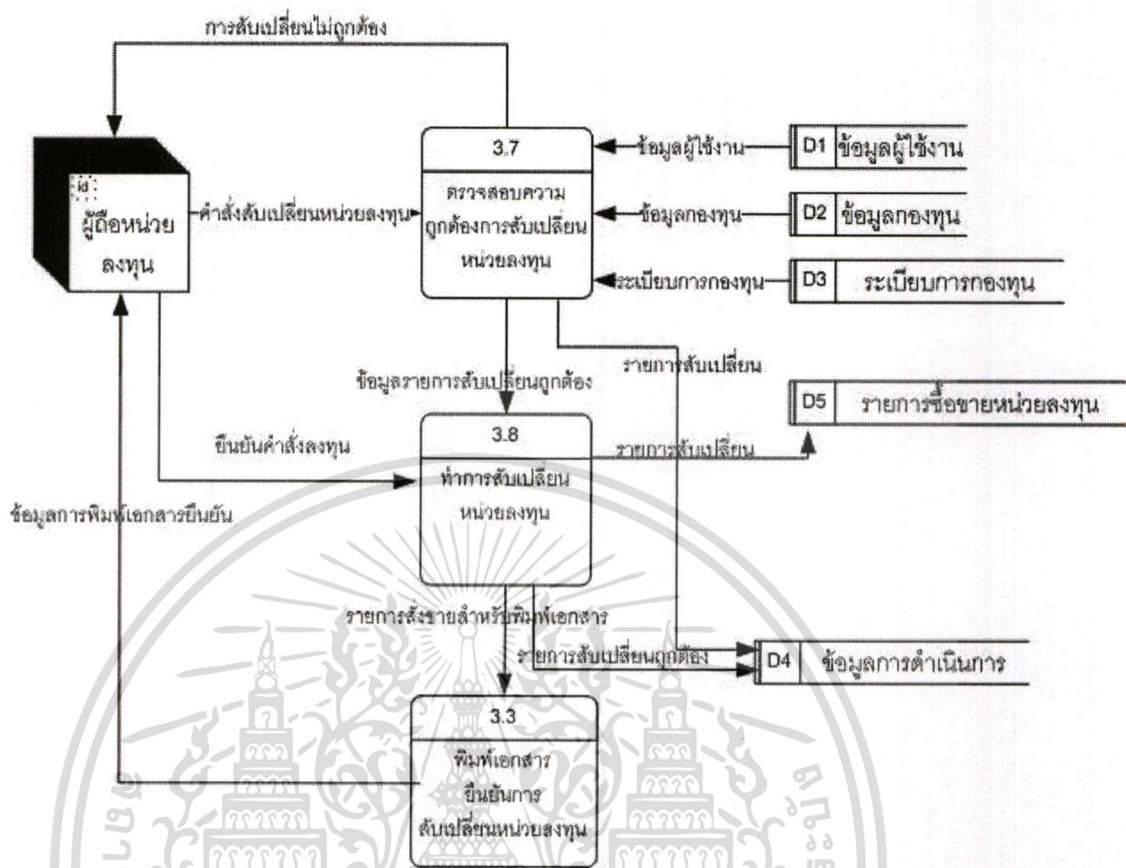 การสับเปลี่ยนไม่ถูกต้อง
id
ผู้ถือหน่วย
ลงทุน
คำสั่งสับเปลี่ยนหน่วยลงทุน
3.7
ตรวจสอบความ
ถูกต้องการสับเปลี่ยน
หน่วยลงทุน
ข้อมูลผู้ใช้งาน
D1 ข้อมูลผู้ใช้งาน
ข้อมูลกองทุน
D2 ข้อมูลกองทุน
ระเบียบการกองทุน
D3 ระเบียบการกองทุน
รายการสับเปลี่ยน
ข้อมูลรายการสับเปลี่ยนถูกต้อง
D5 รายการซื้อขายหน่วยลงทุน
3.8
ทำการสับเปลี่ยน
หน่วยลงทุน
ยืนยันคำสั่งลงทุน
รายการสับเปลี่ยน
ข้อมูลการพิมพ์เอกสารยืนยัน
รายการสั่งขายสำหรับพิมพ์เอกสาร
รายการสับเปลี่ยนถูกต้อง
D4 ข้อมูลการดำเนินการ
3.3
พิมพ์เอกสาร
ยืนยันการ
สับเปลี่ยนหน่วยลงทุน